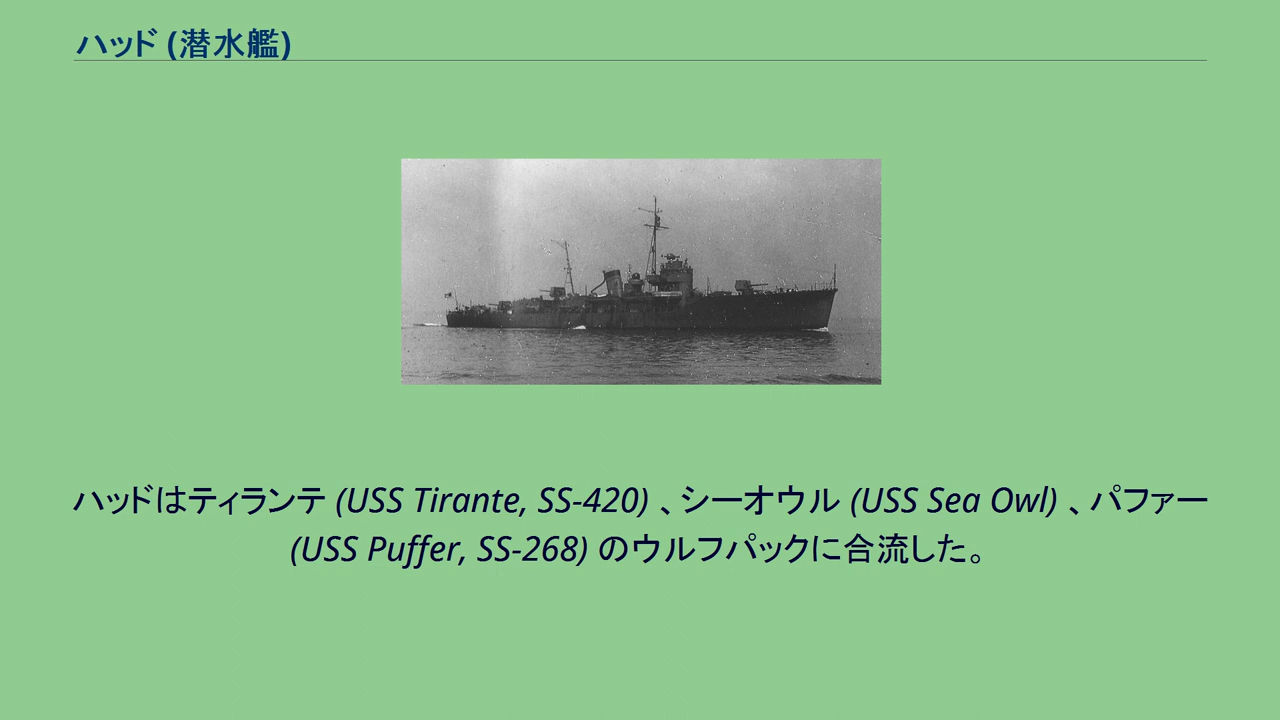 ハッド (潜水艦)
ハッドはティランテ (USS Tirante, SS-420) 、シーオウル (USS Sea Owl) 、パファー
(USS Puffer, SS-268) のウルフパックに合流した。